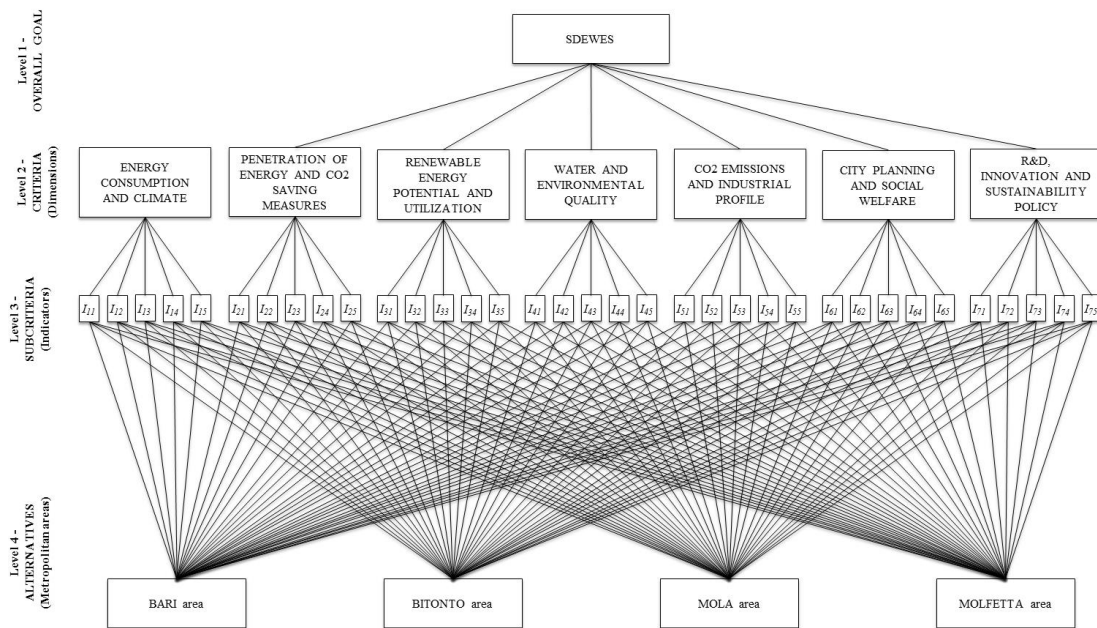 Level 1 -
OVERALL GOAL
SDEWES
Level 2 -
CRITERIA
(Dimensions)
ENERGY
CONSUMPTION
AND CLIMATE
PENETRATION OF
ENERGY AND CO2
SAVING
MEASURES
RENEWABLE
ENERGY
POTENTIAL AND
UTILIZATION
WATER AND
ENVIRONMENTAL
QUALITY
CO2 EMISSIONS
AND INDUSTRIAL
PROFILE
CITY PLANNING
AND SOCIAL
WELFARE
R&D,
INNOVATION AND
SUSTAINABILITY
POLICY
Level 3 -
SUBCRITERIA
(Indicators)
I11 I12 I13 I14 I15 I21 I22 I23 I24 I25 I31 I32 I33 I34 I35 I41 I42 I43 I44 I45 I51 I52 I53 I54 I55 I61 I62 I63 I64 I65 I71 I72 I73 I74 I75
Level 4 -
ALTERNATIVES
(Metropolitan areas)
BARI area
BITONTO area
MOLA area
MOLFETTA area